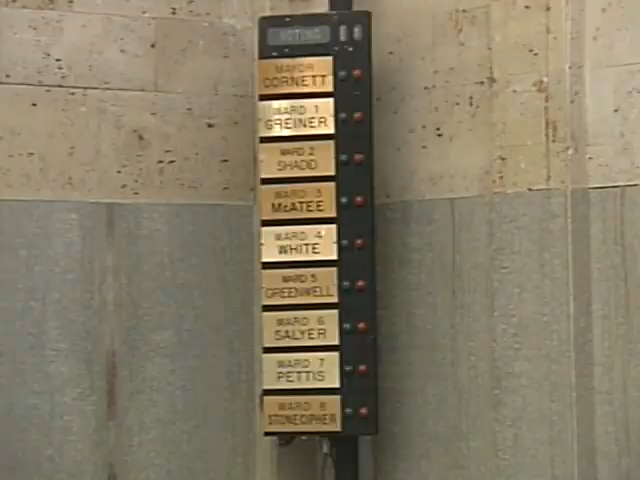 VOTING
MAYOR
CORNETT
WARD 1
GREINER
WARD 2
SHADID
WARD 3
McATEE
WARD 4
WHITE
WARD 5
GREENWELL
WARD 6
SALYER
WARD 7
PETTIS
WARD 8
STONECIPHER